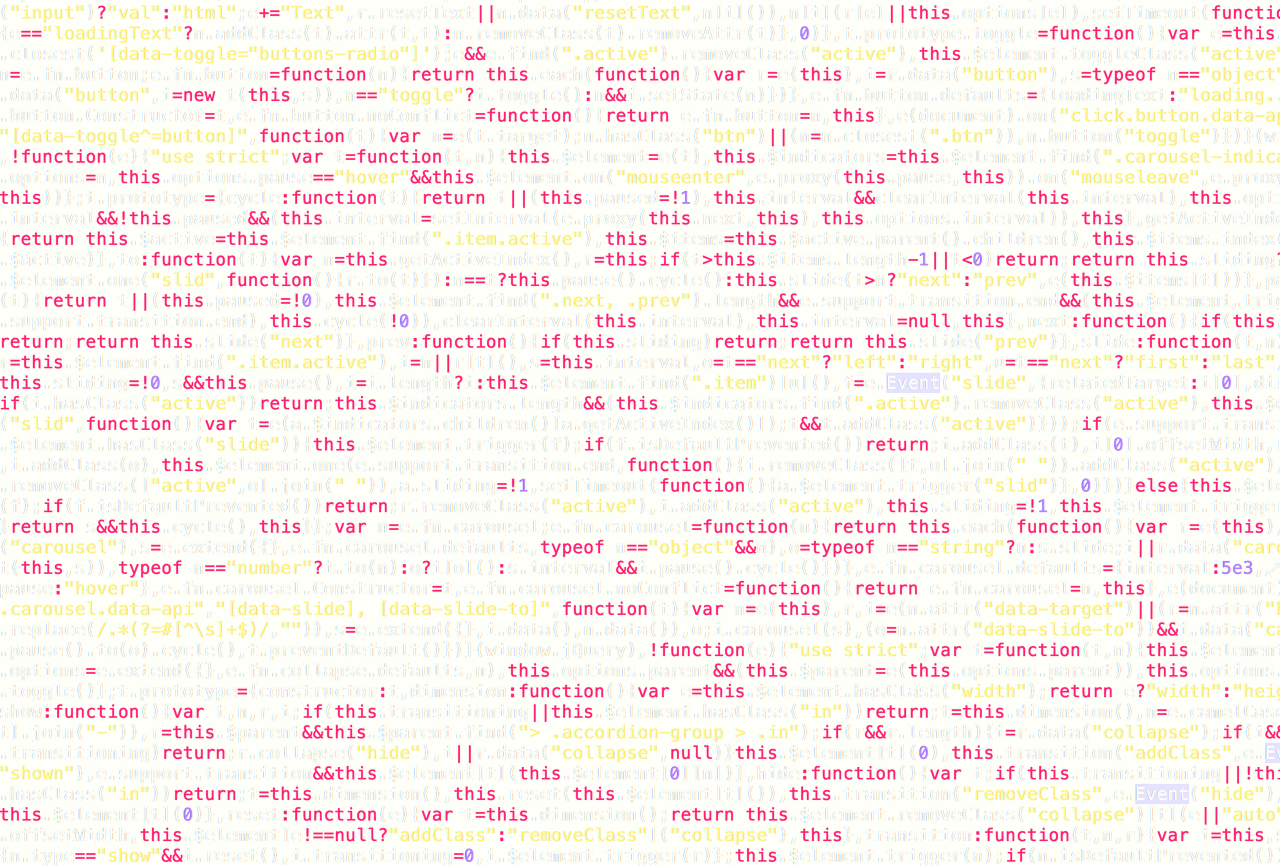 "input")?"val":"html";e+="Text",r.resetText||n.data("resetText",n[i]()),n[i](r[e]||this.options[e]),setTimeout(functio
e=="loadingText"?n.addClass(t).attr(t,t):n.removeClass(t).removeAttr(t)},0)},t.prototype.toggle=function(){var e=this
.closest('[data-toggle="buttons-radio"]');e&&e.find(".active").removeClass("active"),this.$element.toggleClass("active"
=e.fn.button;e.fn.button=function(n){return this.each(function(){var r=e(this),i=r.data("button"),s=typeof n=="object"
.data("button",i=new t(this,s)),n=="toggle"?i.toggle():n&&i.setState(n)})},e.fn.button.defaults={loadingText:"loading..
button.Constructor=t,e.fn.button.noConflict=function(){return e.fn.button=n,this},e(document).on("click.button.data-ap
"[data-toggle^=button]",function(t){var n=e(t.target);n.hasClass("btn")||(n=n.closest(".btn")),n.button("toggle")})}(w
,!function(e){"use strict";var t=function(t,n){this.$element=e(t),this.$indicators=this.$element.find(".carousel-indica
.options=n,this.options.pause=="hover"&&this.$element.on("mouseenter",e.proxy(this.pause,this)).on("mouseleave",e.proxy
this))};t.prototype={cycle:function(t){return t||(this.paused=!1),this.interval&&clearInterval(this.interval),this.opt
.interval&&!this.paused&&(this.interval=setInterval(e.proxy(this.next,this),this.options.interval)),this},getActiveInd
{return this.$active=this.$element.find(".item.active"),this.$items=this.$active.parent().children(),this.$items.index
$active)},to:function(t){var n=this.getActiveIndex(),r=this;if(t>this.$items.length-1||t<0)return;return this.sliding?
.$element.one("slid",function(){r.to(t)}):n==t?this.pause().cycle():this.slide(t>n?"next":"prev",e(this.$items[t]))},p
(t){return t||(this.paused=!0),this.$element.find(".next, .prev").length&&e.support.transition.end&&(this.$element.trig
.support.transition.end),this.cycle(!0)),clearInterval(this.interval),this.interval=null,this},next:function(){if(this
return;return this.slide("next")},prev:function(){if(this.sliding)return;return this.slide("prev")},slide:function(t,n)
=this.$element.find(".item.active"),i=n||r[t](),s=this.interval,o=t=="next"?"left":"right",u=t=="next"?"first":"last"
this.sliding=!0,s&&this.pause(),i=i.length?i:this.$element.find(".item")[u](),f=e.Event("slide",{relatedTarget:i[0],di
if(i.hasClass("active"))return;this.$indicators.length&&(this.$indicators.find(".active").removeClass("active"),this.$
("slid",function(){var t=e(a.$indicators.children()[a.getActiveIndex()]);t&&t.addClass("active")}));if(e.support.trans
.$element.hasClass("slide")){this.$element.trigger(f);if(f.isDefaultPrevented())return;i.addClass(t),i[0].offsetWidth,
,i.addClass(o),this.$element.one(e.support.transition.end,function(){i.removeClass([t,o].join(" ")).addClass("active")
removeClass(["active",o].join(" ")),a.sliding=!1,setTimeout(function(){a.$element.trigger("slid")},0)})}else{this.$ele
(f);if(f.isDefaultPrevented())return;r.removeClass("active"),i.addClass("active"),this.sliding=!1,this.$element.trigger
{return s&&this.cycle(),this}};var n=e.fn.carousel;e.fn.carousel=function(n){return this.each(function(){var r=e(this)
("carousel"),s=e.extend({},e.fn.carousel.defaults,typeof n=="object"&&n),o=typeof n=="string"?n:s.slide;i||r.data("caro
t(this,s)),typeof n=="number"?i.to(n):o?i[o]():s.interval&&i.pause().cycle()})},e.fn.carousel.defaults={interval:5e3,
pause:"hover"},e.fn.carousel.Constructor=t,e.fn.carousel.noConflict=function(){return e.fn.carousel=n,this},e(document
.carousel.data-api","[data-slide], [data-slide-to]",function(t){var n=e(this),r,i=e(n.attr("data-target")||(r=n.attr("
.replace(/.*(?=#[^\s]+$)/,"")),s=e.extend({},i.data(),n.data()),o;i.carousel(s),(o=n.attr("data-slide-to"))&&i.data("ca
.pause().to(o).cycle(),t.preventDefault()})}(window.jQuery),!function(e){"use strict";var t=function(t,n){this.$elemen
options=e.extend({},e.fn.collapse.defaults,n),this.options.parent&&(this.$parent=e(this.options.parent)),this.options
toggle()};t.prototype={constructor:t,dimension:function(){var e=this.$element.hasClass("width");return e?"width":"heig
show:function(){var t,n,r,i;if(this.transitioning||this.$element.hasClass("in"))return;t=this.dimension(),n=e.camelCas
t].join("-")),r=this.$parent&&this.$parent.find("> .accordion-group > .in");if(r&&r.length){i=r.data("collapse");if(i&&
.transitioning)return;r.collapse("hide"),i||r.data("collapse",null)}this.$element[t](0),this.transition("addClass",e.Ev
"shown"),e.support.transition&&this.$element[t](this.$element[0][n])},hide:function(){var t;if(this.transitioning||!thi
.hasClass("in"))return;t=this.dimension(),this.reset(this.$element[t]()),this.transition("removeClass",e.Event("hide"),
this.$element[t](0)},reset:function(e){var t=this.dimension();return this.$element.removeClass("collapse")[t](e||"auto"
.offsetWidth,this.$element[e!==null?"addClass":"removeClass"]("collapse"),this},transition:function(t,n,r){var i=this
{n.type=="show"&&i.reset(),i.transitioning=0,i.$element.trigger(r)};this.$element.trigger(n);if(n.isDefaultPrevented()